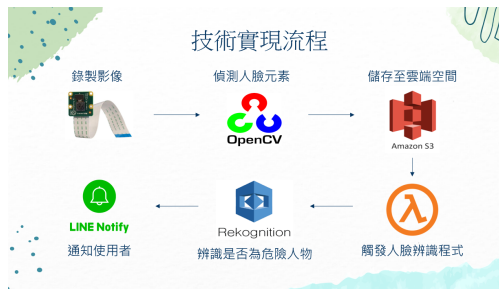 技術實現流程
錄製影像
偵測人臉元素
儲存至雲端空間
OpenCV
Amazon S3
LINE Notify
Rekognition
通知使用者
辨識是否為危險人物
觸發人臉辨識程式